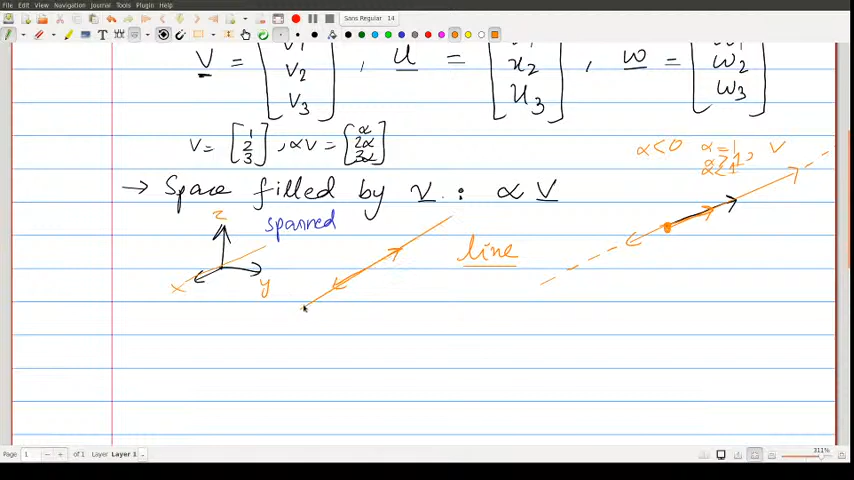 File Edit View Journal Tools Plugin Help
Sans Regular 14
V = [v1 v2 v3], u = [u1 u2 u3], w = [w1 w2 w3]
V = [1 2 3], αV = [α 2α 3α]
α<0 α=1, V
α>1
α<1
→ Space filled by V : αV
spanned
z
line
x
y
Page 1 of 1 Layer Layer 1
311%